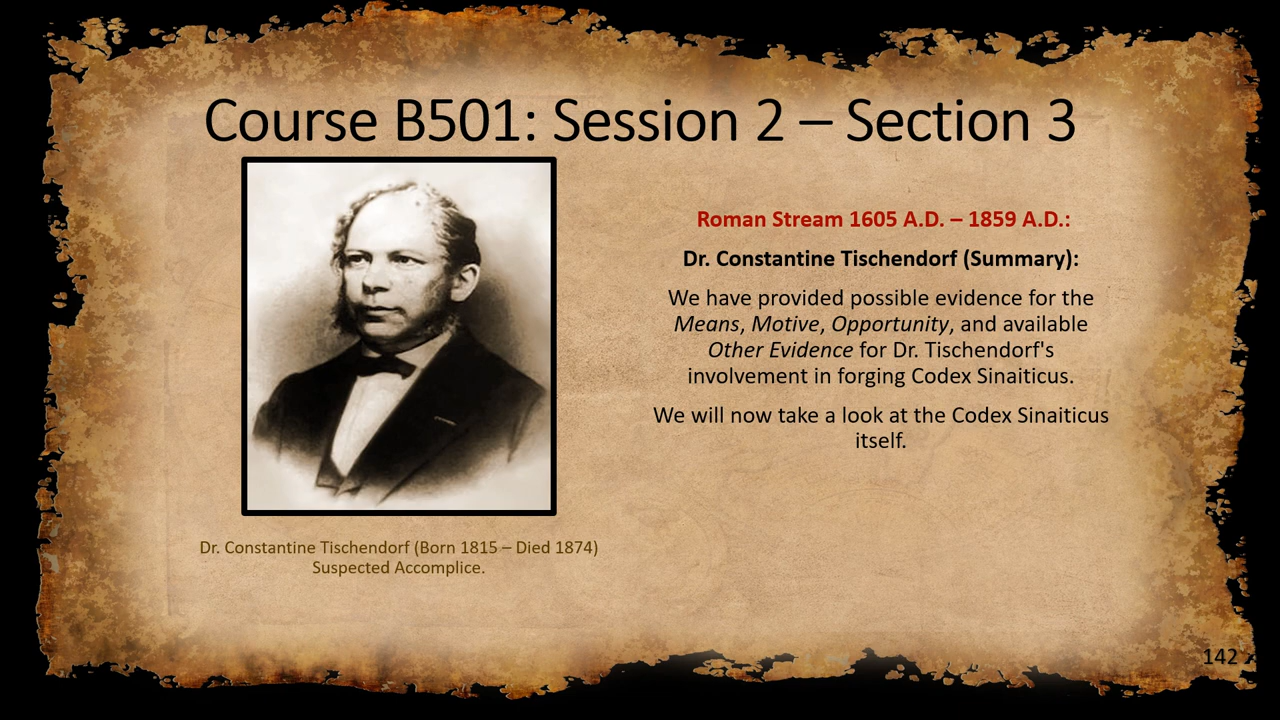 Course B501: Session 2 – Section 3
Roman Stream 1605 A.D. – 1859 A.D.:
Dr. Constantine Tischendorf (Summary):
We have provided possible evidence for the
Means, Motive, Opportunity, and available
Other Evidence for Dr. Tischendorf's
involvement in forging Codex Sinaiticus.
We will now take a look at the Codex Sinaiticus
itself.
Dr. Constantine Tischendorf (Born 1815 – Died 1874)
Suspected Accomplice.
142